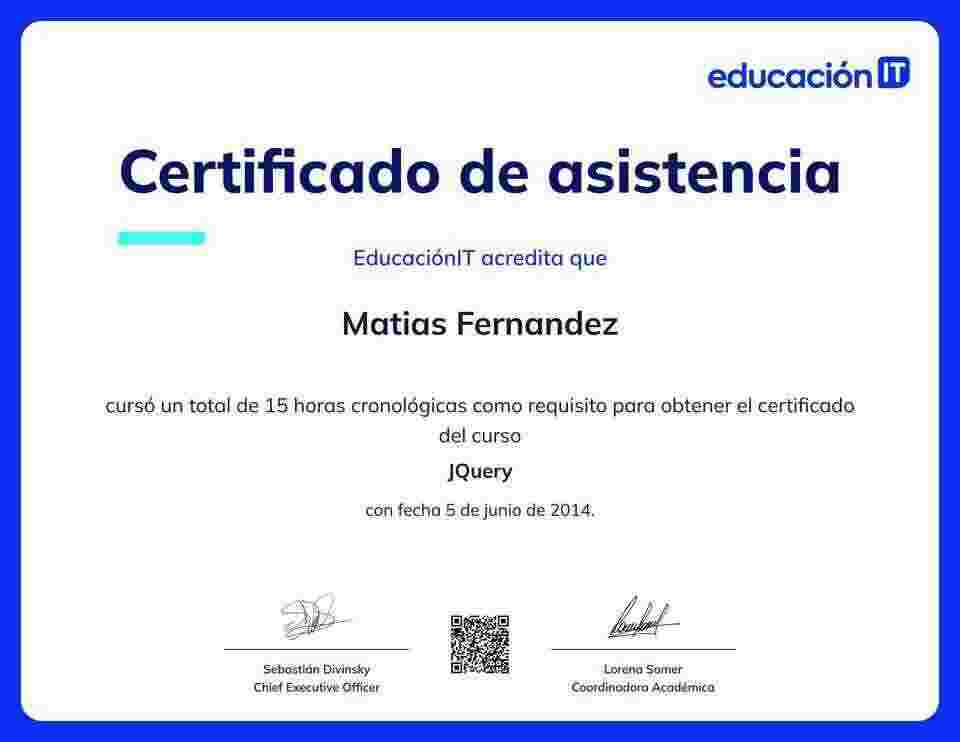 educaciónIT
Certificado de asistencia
EducaciónIT acredita que
Matias Fernandez
cursó un total de 15 horas cronológicas como requisito para obtener el certificado
del curso
JQuery
con fecha 5 de junio de 2014.
Sebastián Divinsky
Chief Executive Officer
Lorena Somer
Coordinadora Académica